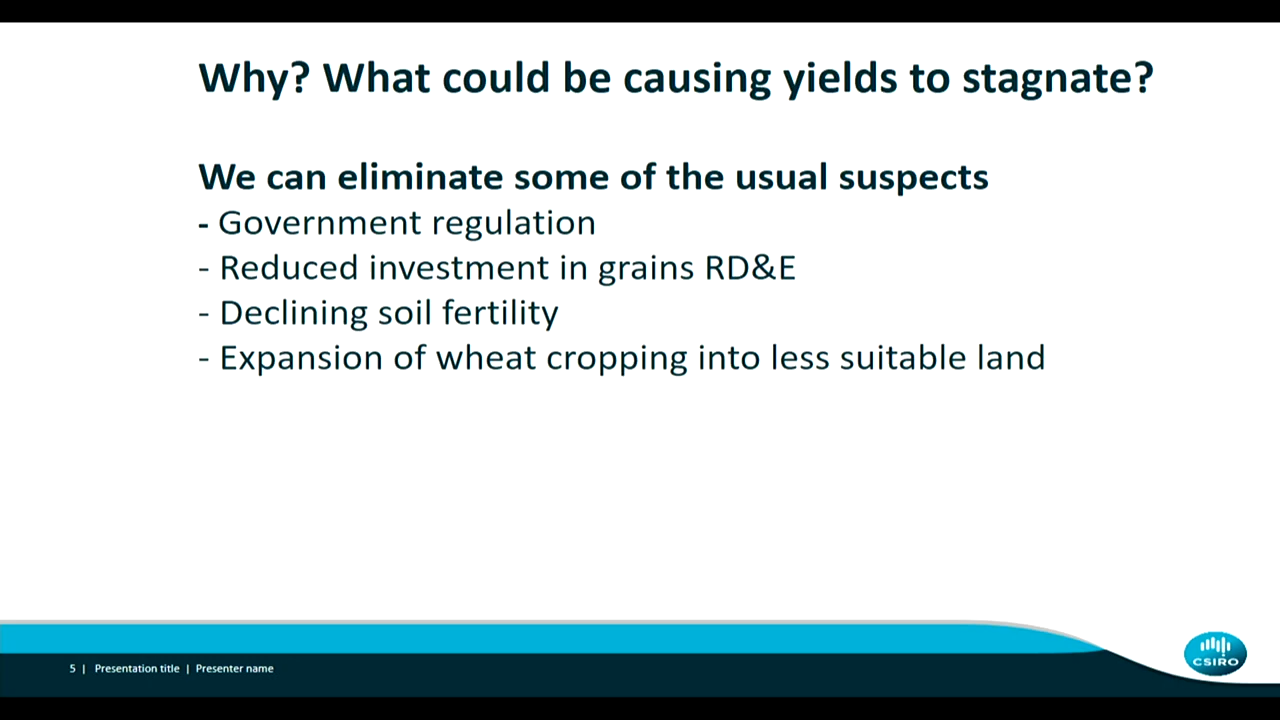 Why? What could be causing yields to stagnate?
We can eliminate some of the usual suspects
- Government regulation
- Reduced investment in grains RD&E
- Declining soil fertility
- Expansion of wheat cropping into less suitable land
5 | Presentation title | Presenter name
CSIRO